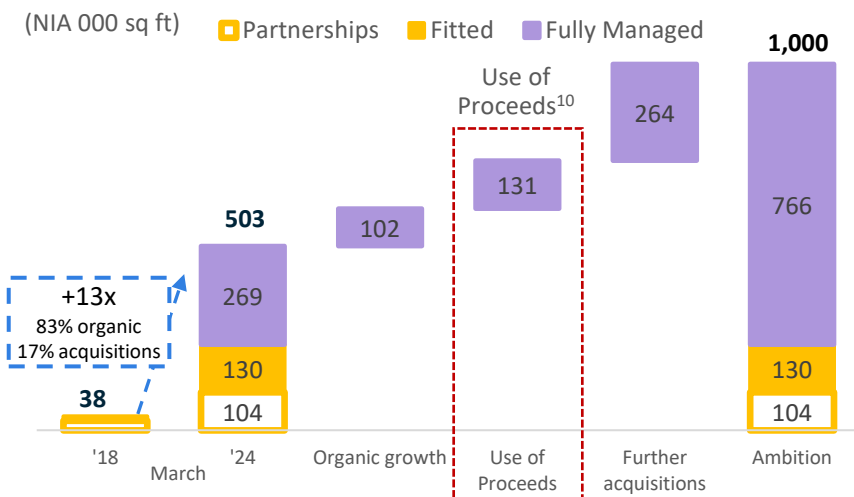 (NIA 000 sq ft)
Partnerships
Fitted
Fully Managed
1,000
Use of
Proceeds10
264
131
766
503
102
+13x
83% organic
17% acquisitions
269
130
130
38
104
104
'18
'24
Organic growth
Use of
Further
Ambition
March
Proceeds
acquisitions